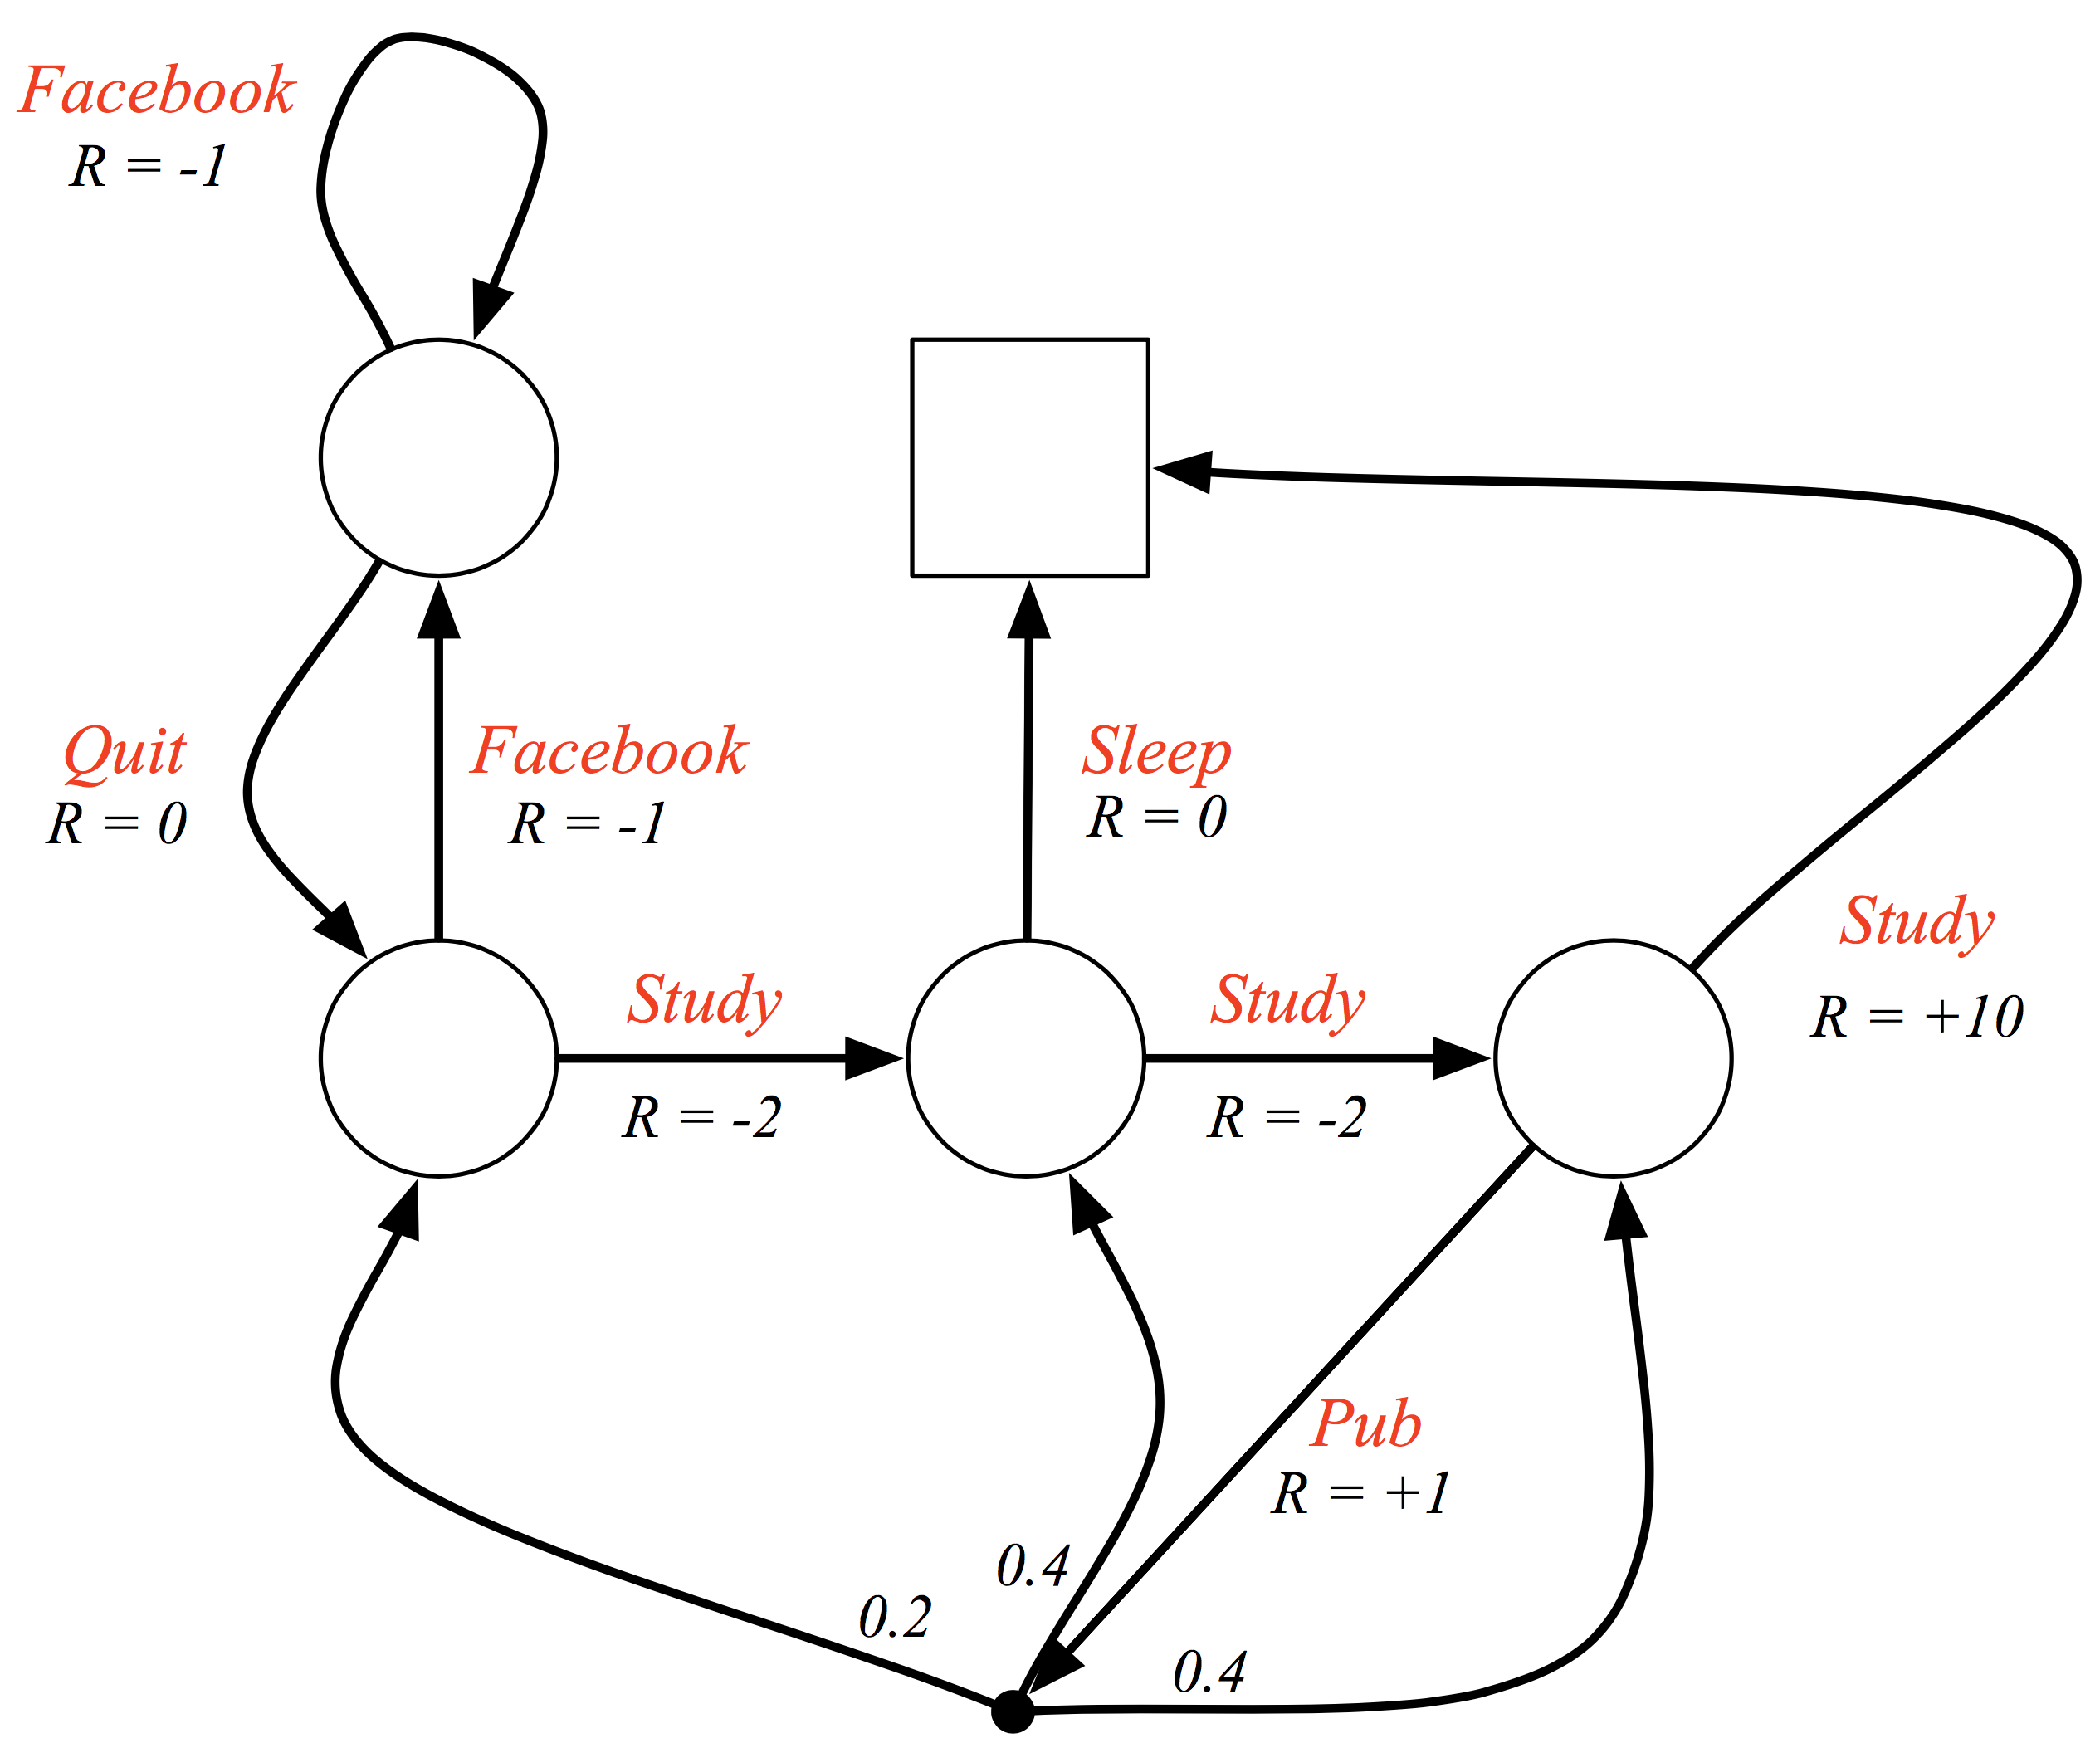 Facebook
R = -1
Quit
R = 0
Facebook
R = -1
Sleep
R = 0
Study
R = +10
Study
R = -2
Study
R = -2
Pub
R = +1
0.4
0.2
0.4